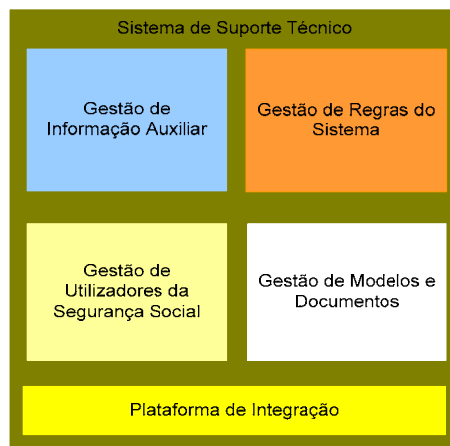 Sistema de Suporte Técnico
Gestão de
Informação Auxiliar
Gestão de Regras do
Sistema
Gestão de
Utilizadores da
Segurança Social
Gestão de Modelos e
Documentos
Plataforma de Integração